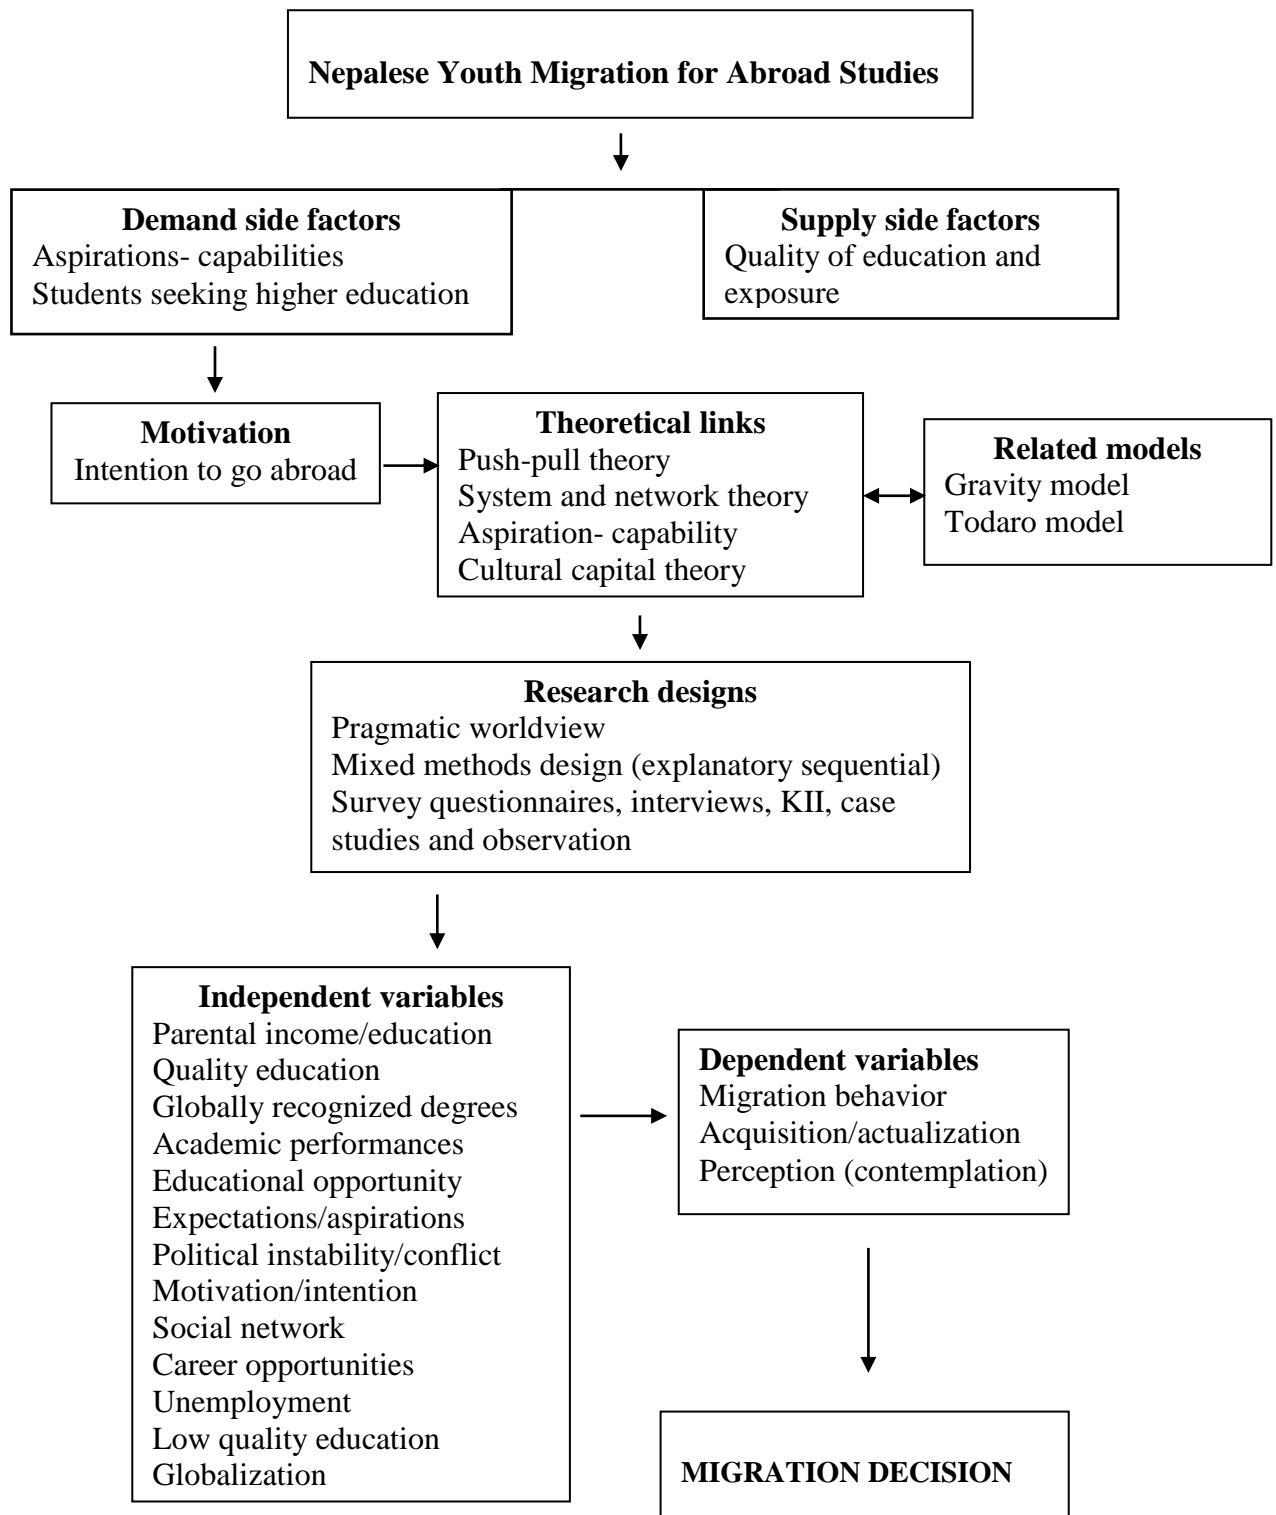 Nepalese Youth Migration for Abroad Studies
Demand side factors
Aspirations- capabilities
Students seeking higher education
Supply side factors
Quality of education and
exposure
Motivation
Intention to go abroad
Theoretical links
Push-pull theory
System and network theory
Aspiration- capability
Cultural capital theory
Related models
Gravity model
Todaro model
Research designs
Pragmatic worldview
Mixed methods design (explanatory sequential)
Survey questionnaires, interviews, KII, case
studies and observation
Independent variables
Parental income/education
Quality education
Globally recognized degrees
Academic performances
Educational opportunity
Expectations/aspirations
Political instability/conflict
Motivation/intention
Social network
Career opportunities
Unemployment
Low quality education
Globalization
Dependent variables
Migration behavior
Acquisition/actualization
Perception (contemplation)
MIGRATION DECISION